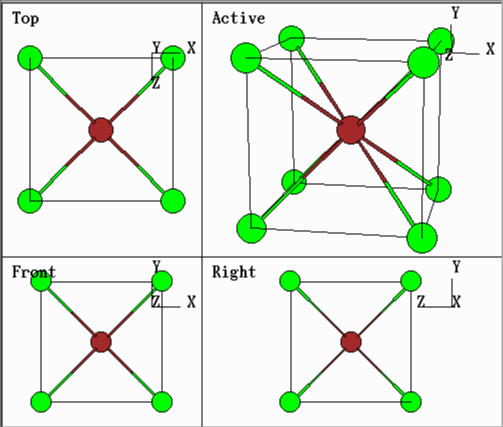 Top
Y X
Z
Active
Y
Z X
Front
Y
Z X
Right
Y
Z X